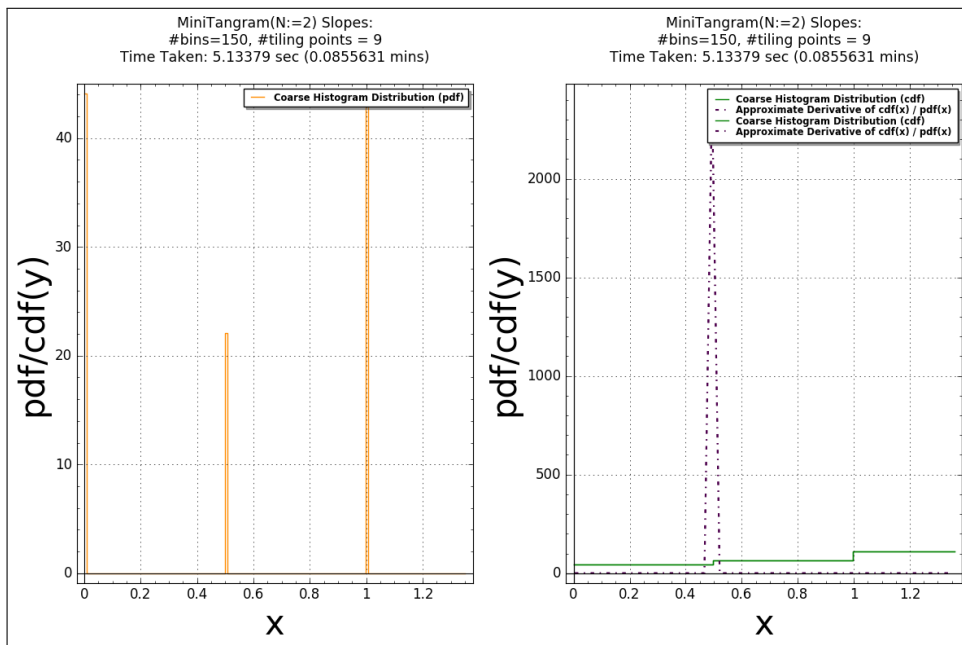 MiniTangram(N:=2) Slopes:
#bins=150, #tiling points = 9
Time Taken: 5.13379 sec (0.0855631 mins)
Coarse Histogram Distribution (pdf)
40
30
20
10
0
pdf/cdf(y)
0
0.2
0.4
0.6
0.8
1
1.2
x
MiniTangram(N:=2) Slopes:
#bins=150, #tiling points = 9
Time Taken: 5.13379 sec (0.0855631 mins)
Coarse Histogram Distribution (cdf)
Approximate Derivative of cdf(x) / pdf(x)
Coarse Histogram Distribution (cdf)
Approximate Derivative of cdf(x) / pdf(x)
2000
1500
1000
500
0
pdf/cdf(y)
0
0.2
0.4
0.6
0.8
1
1.2
x